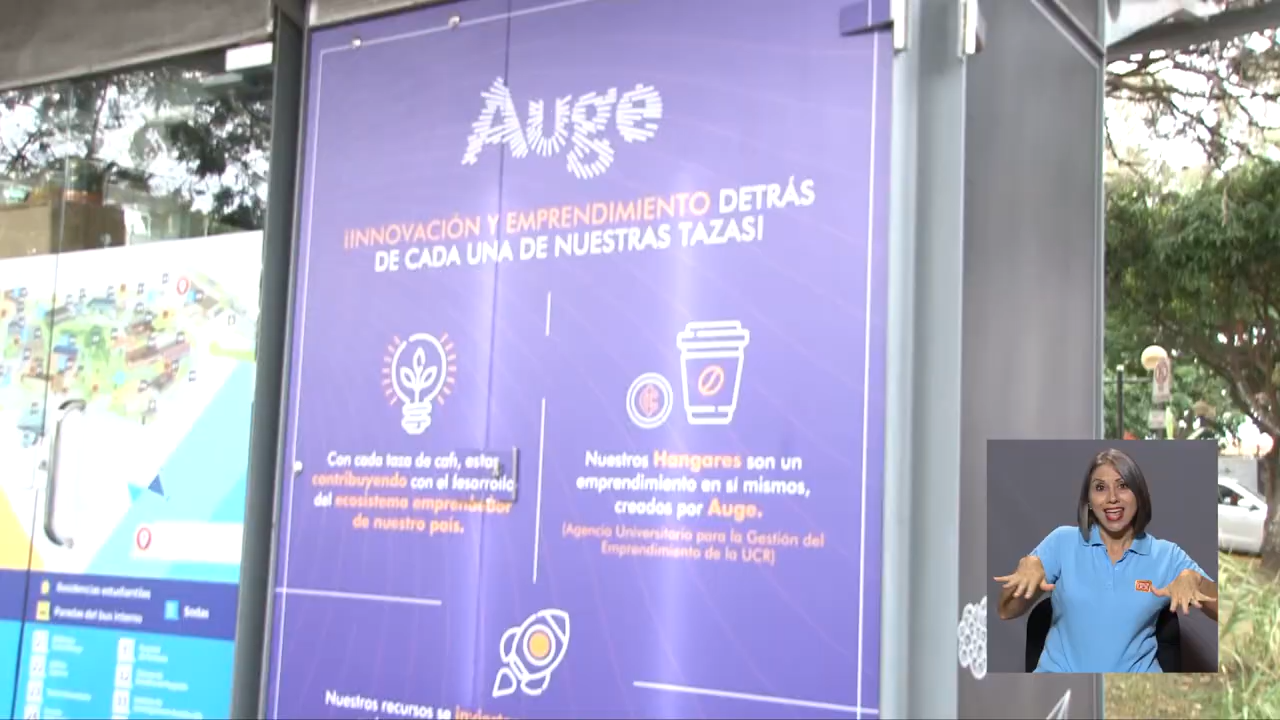 Auge
¡INNOVACIÓN Y EMPRENDIMIENTO DETRÁS
DE CADA UNA DE NUESTRAS TAZAS!
Con cada taza de café, estas
contribuyendo con el desarrollo
del ecosistema emprendedor
de nuestro país.
Nuestros Hangares son un
emprendimiento en sí mismos,
creados por Auge.
(Agencia Universitaria para la Gestión del
Emprendimiento de la UCR)
Nuestros recursos se
Residencias estudiantiles
Paradas del bus interno
Sodas